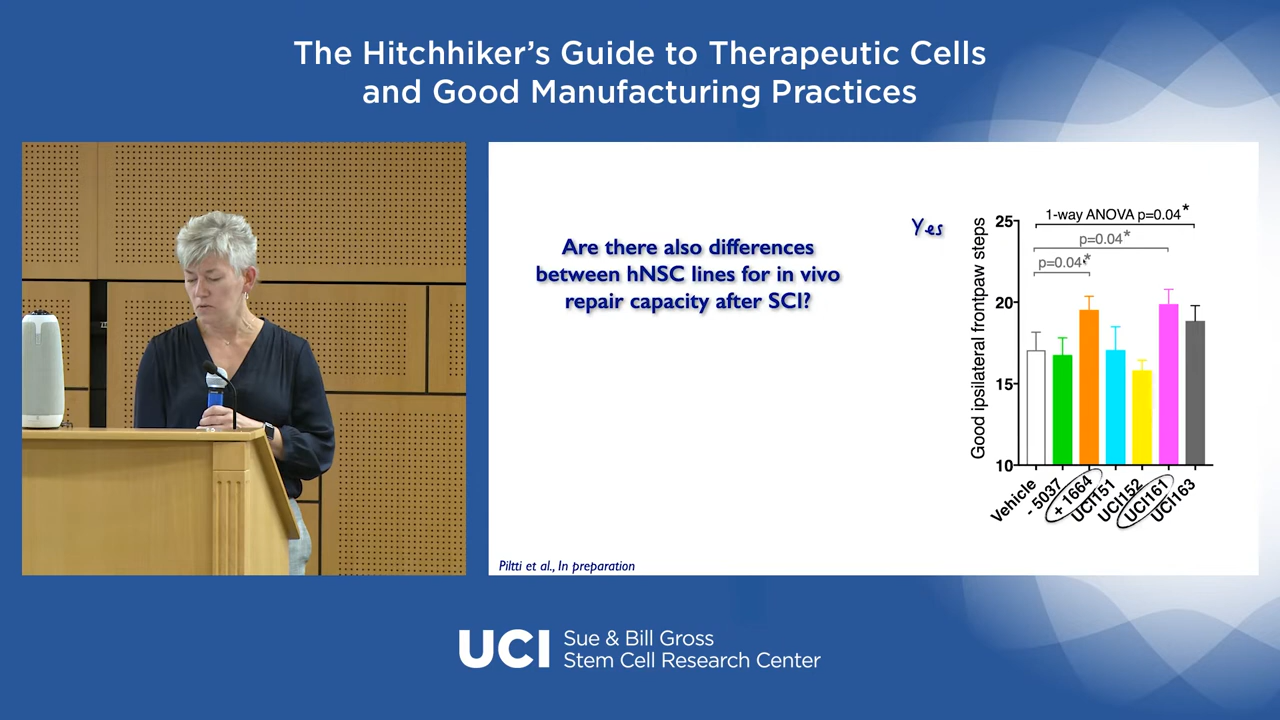 The Hitchhiker's Guide to Therapeutic Cells
and Good Manufacturing Practices
Are there also differences
between hNSC lines for in vivo
repair capacity after SCI?
Yes
1-way ANOVA p=0.04*
p=0.04*
p=0.04*
Good ipsilateral frontpaw steps
25
20
15
10
Vehicle
- 5037
+ 1664
UCI151
UCI152
UCI161
UCI163
Piltti et al., In preparation
UCI
Sue & Bill Gross
Stem Cell Research Center